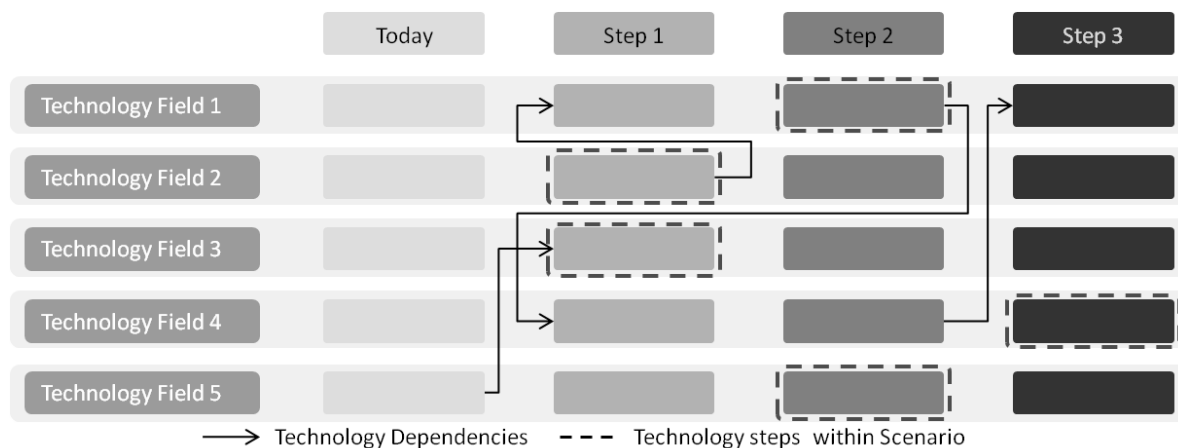 Today Step 1 Step 2 Step 3
Technology Field 1
Technology Field 2
Technology Field 3
Technology Field 4
Technology Field 5
Technology Dependencies Technology steps within Scenario